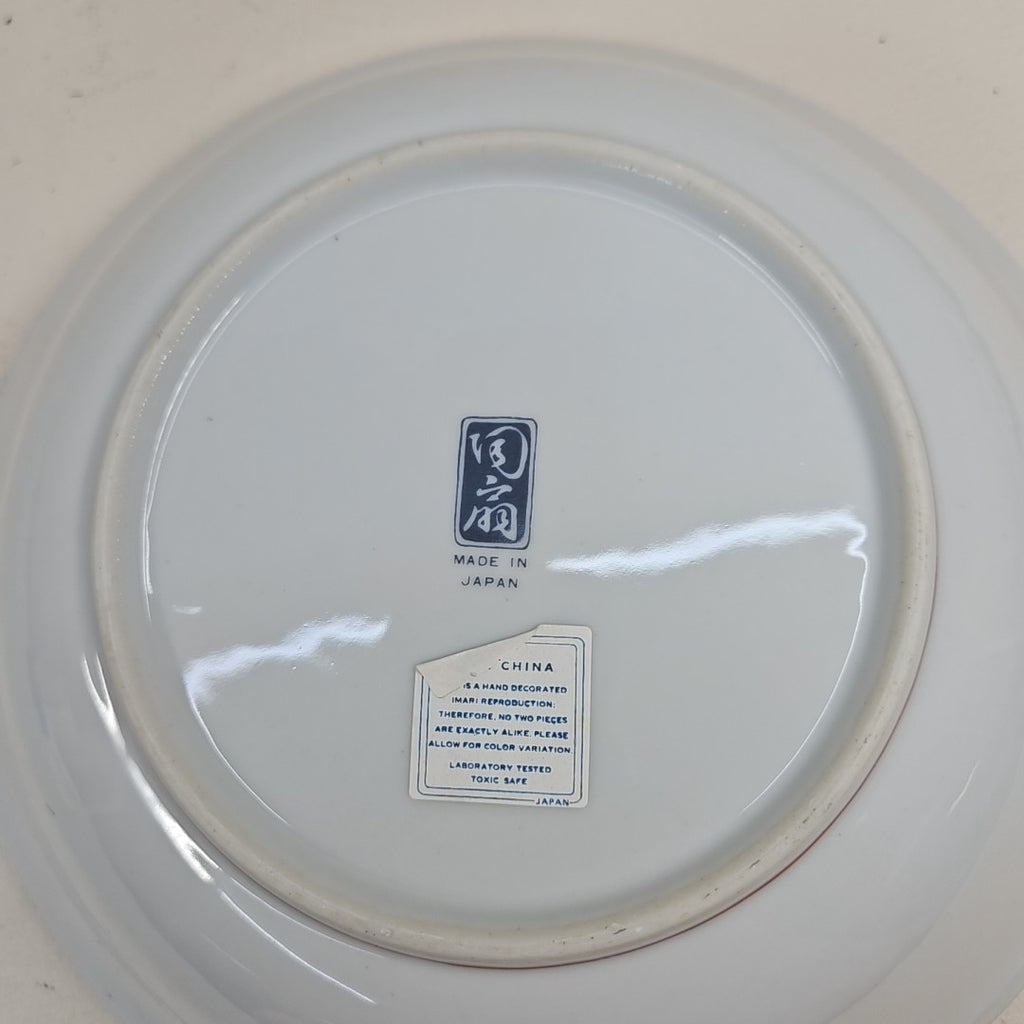 MADE IN
JAPAN
CHINA
IS A HAND DECORATED
IMARI REPRODUCTION;
THEREFORE, NO TWO PIECES
ARE EXACTLY ALIKE. PLEASE
ALLOW FOR COLOR VARIATION
LABORATORY TESTED
TOXIC SAFE
JAPAN